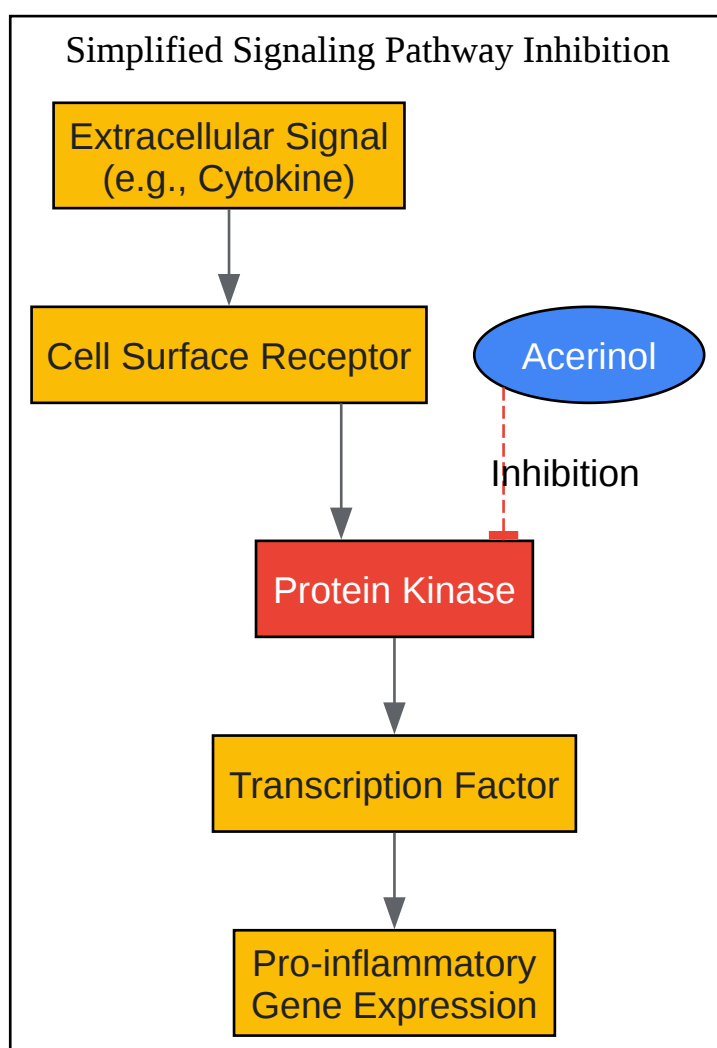 Simplified Signaling Pathway Inhibition
Extracellular Signal
(e.g., Cytokine)
Cell Surface Receptor
Acerinol
Inhibition
Protein Kinase
Transcription Factor
Pro-inflammatory
Gene Expression